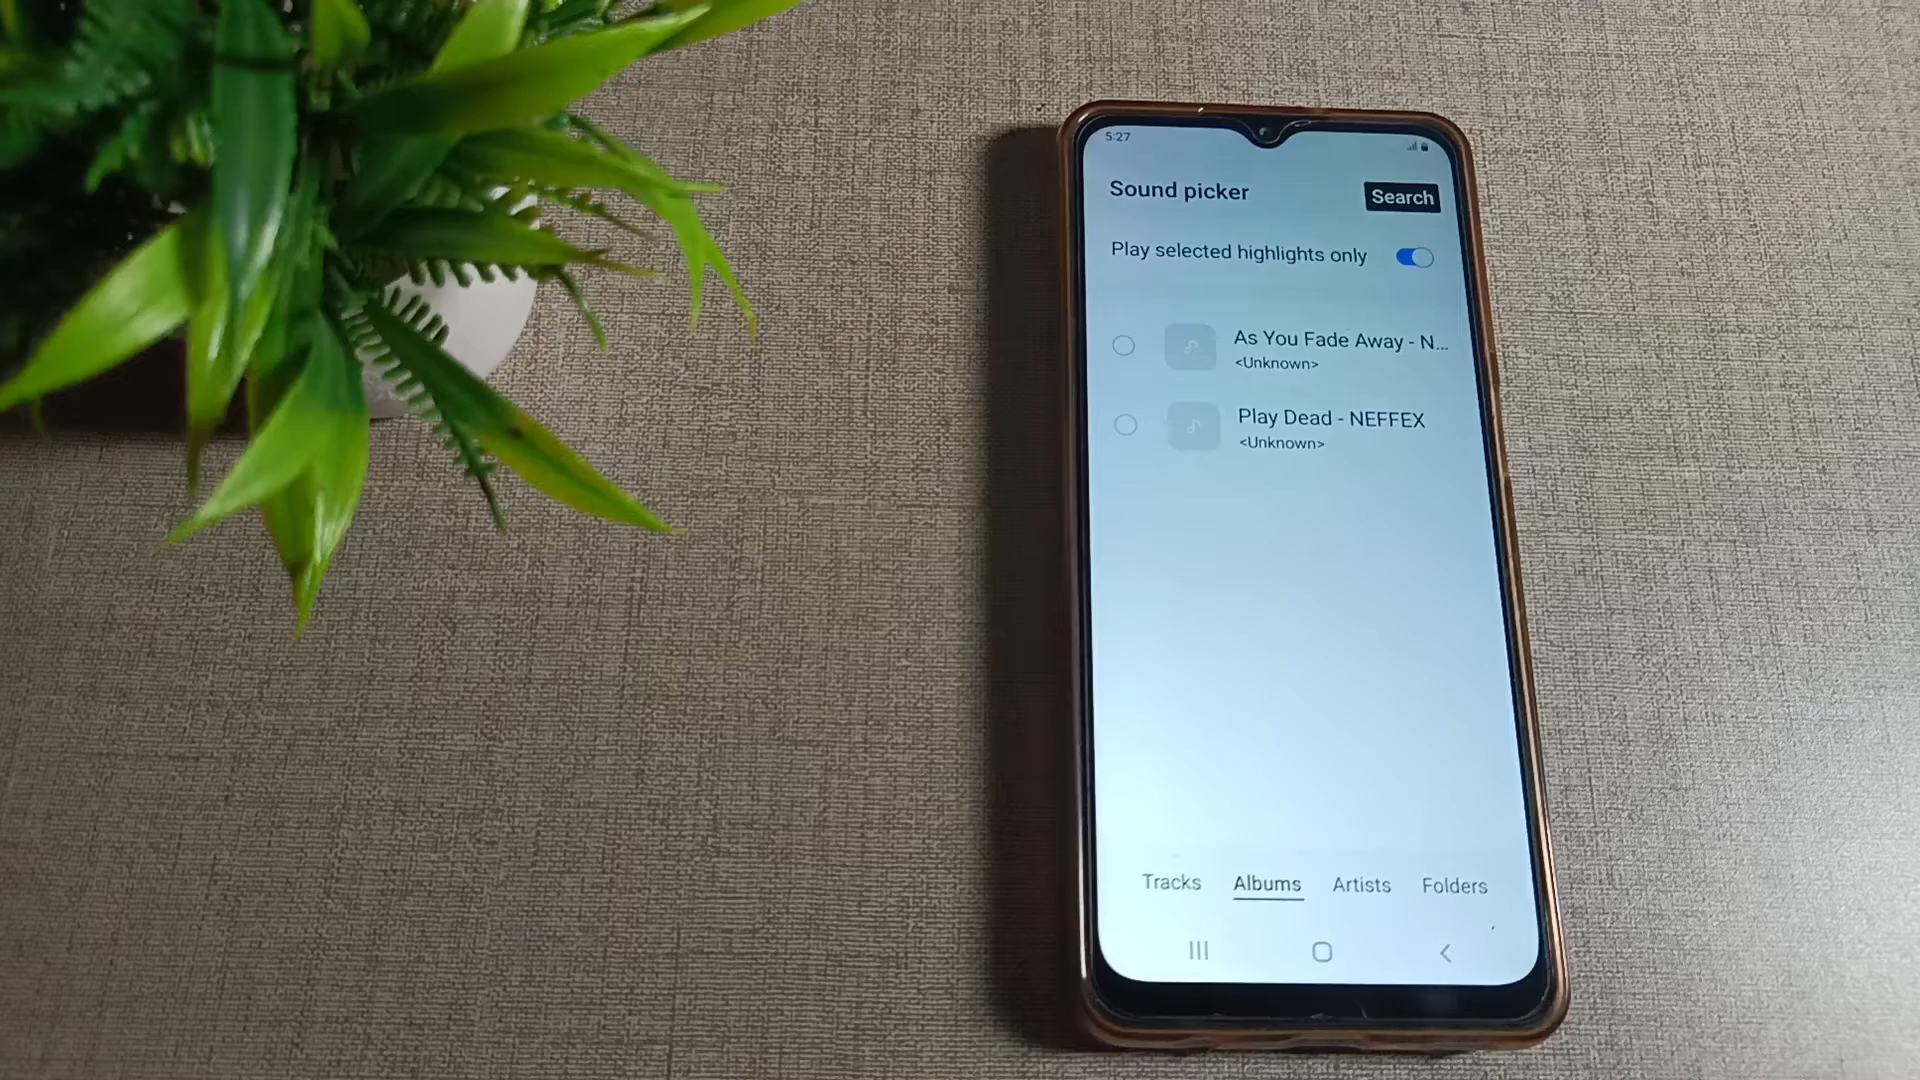 5:27
Sound picker
Search
Play selected highlights only
As You Fade Away - N...
<Unknown>
Play Dead - NEFFEX
<Unknown>
Tracks Albums Artists Folders